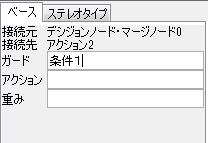 ベース ステレオタイプ
接続元 デシジョンノード・マージノード0
接続先 アクション2
ガード 条件1
アクション
重み